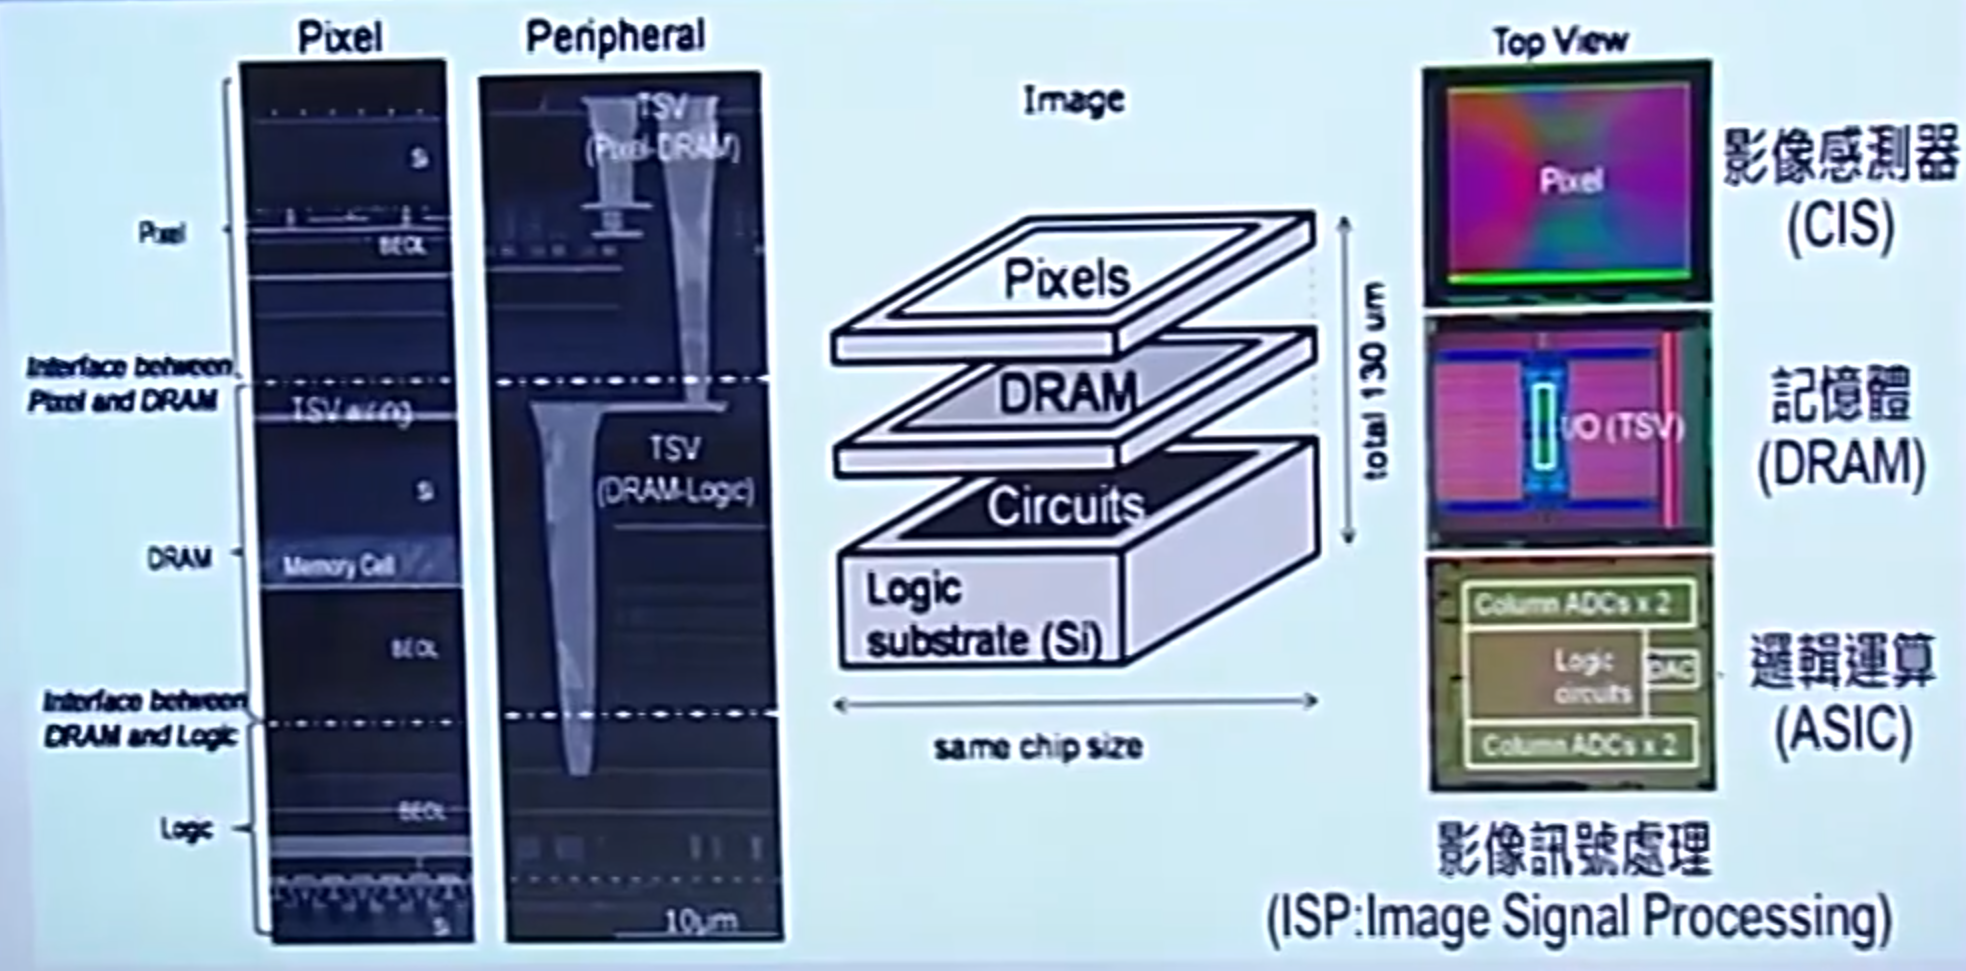 Pixel
Peripheral
Image
Top View
TSV
(Pixel-DRAM)
Si
BEOL
Pixel
Interface between
Pixel and DRAM
TSV wiring
TSV
(DRAM-Logic)
Si
DRAM
Memory Cell
BEOL
Interface between
DRAM and Logic
BEOL
Logic
Si
10μm
Pixels
DRAM
Circuits
Logic
substrate (Si)
total 130 um
same chip size
Pixel
影像感測器
(CIS)
I/O (TSV)
記憶體
(DRAM)
Column ADCs x 2
Logic
circuits
DAC
Column ADCs x 2
邏輯運算
(ASIC)
影像訊號處理
(ISP:Image Signal Processing)